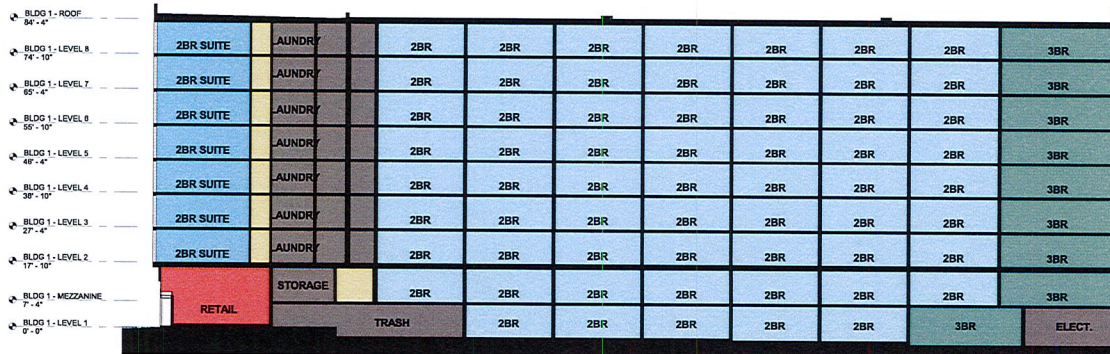 BLDG 1 - ROOF
84' - 4"
BLDG 1 - LEVEL 8
74' - 10"
2BR SUITE LAUNDRY 2BR 2BR 2BR 2BR 2BR 2BR 2BR 3BR
BLDG 1 - LEVEL 7
65' - 4"
2BR SUITE LAUNDRY 2BR 2BR 2BR 2BR 2BR 2BR 2BR 3BR
BLDG 1 - LEVEL 6
55' - 10"
2BR SUITE LAUNDRY 2BR 2BR 2BR 2BR 2BR 2BR 2BR 3BR
BLDG 1 - LEVEL 5
46' - 4"
2BR SUITE LAUNDRY 2BR 2BR 2BR 2BR 2BR 2BR 2BR 3BR
BLDG 1 - LEVEL 4
38' - 10"
2BR SUITE LAUNDRY 2BR 2BR 2BR 2BR 2BR 2BR 2BR 3BR
BLDG 1 - LEVEL 3
27' - 4"
2BR SUITE LAUNDRY 2BR 2BR 2BR 2BR 2BR 2BR 2BR 3BR
BLDG 1 - LEVEL 2
17' - 10"
2BR SUITE LAUNDRY 2BR 2BR 2BR 2BR 2BR 2BR 2BR 3BR
BLDG 1 - MEZZANINE
7' - 4"
RETAIL STORAGE 2BR 2BR 2BR 2BR 2BR 2BR 2BR 3BR
BLDG 1 - LEVEL 1
0' - 0"
TRASH 2BR 2BR 2BR 2BR 2BR 3BR ELECT.